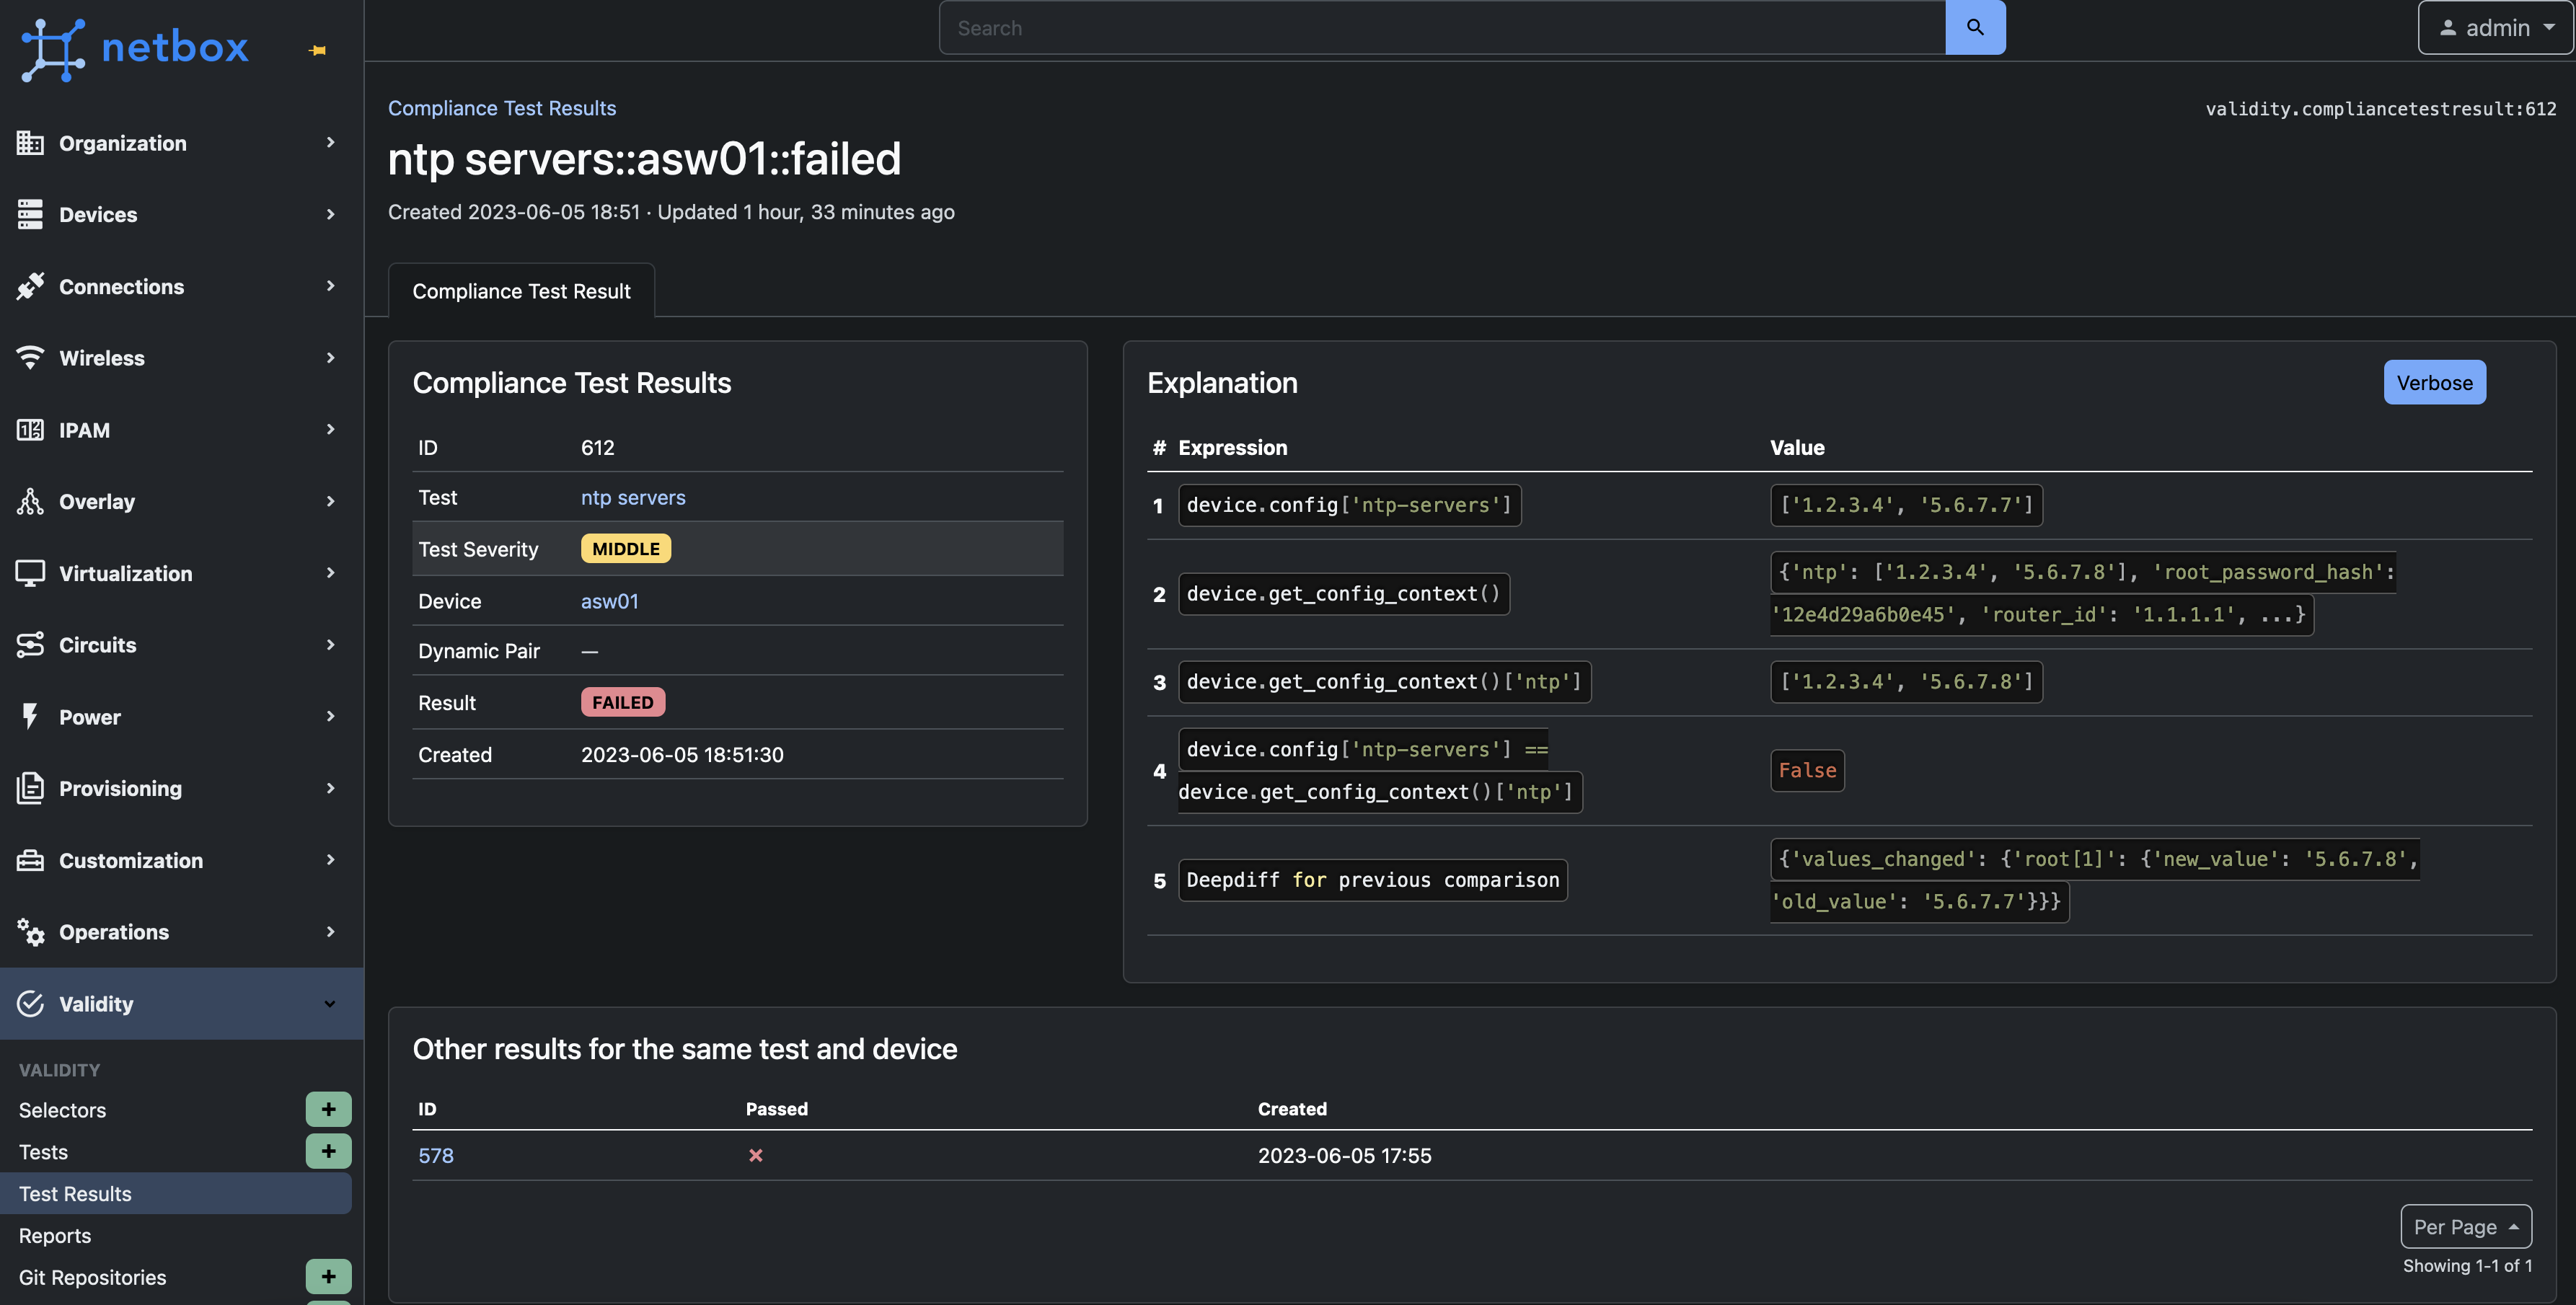 netbox
Search
admin
Organization
Devices
Connections
Wireless
IPAM
Overlay
Virtualization
Circuits
Power
Provisioning
Customization
Operations
Validity
VALIDITY
Selectors
Tests
Test Results
Reports
Git Repositories
Compliance Test Results
validity.compliancetestresult:612
ntp servers::asw01::failed
Created 2023-06-05 18:51 · Updated 1 hour, 33 minutes ago
Compliance Test Result
Compliance Test Results
ID 612
Test ntp servers
Test Severity MIDDLE
Device asw01
Dynamic Pair —
Result FAILED
Created 2023-06-05 18:51:30
Explanation
Verbose
# Expression Value
1 device.config['ntp-servers'] ['1.2.3.4', '5.6.7.7']
2 device.get_config_context() {'ntp': ['1.2.3.4', '5.6.7.8'], 'root_password_hash':
'12e4d29a6b0e45', 'router_id': '1.1.1.1', ...}
3 device.get_config_context()['ntp'] ['1.2.3.4', '5.6.7.8']
4 device.config['ntp-servers'] ==
device.get_config_context()['ntp'] False
5 Deepdiff for previous comparison {'values_changed': {'root[1]': {'new_value': '5.6.7.8',
'old_value': '5.6.7.7'}}}
Other results for the same test and device
ID Passed Created
578 2023-06-05 17:55
Per Page
Showing 1-1 of 1